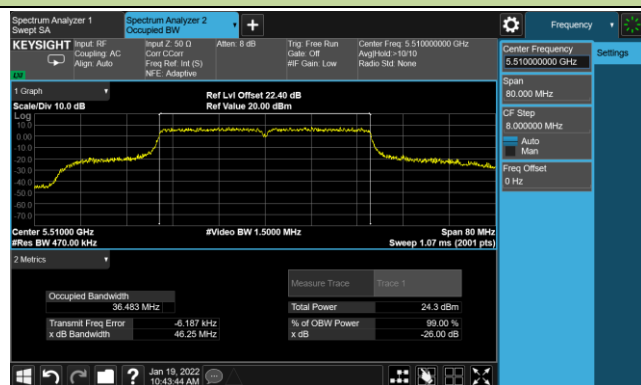 Spectrum Analyzer 1
Swept SA
Spectrum Analyzer 2
Occupied BW
Frequency
KEYSIGHT
Input: RF
Coupling: AC
Align: Auto
Input Z: 50 Ω
Corr CCorr
Freq Ref: Int (S)
NFE: Adaptive
Atten: 8 dB
Trig: Free Run
Gate: Off
#IF Gain: Low
Center Freq: 5.510000000 GHz
Avg|Hold:>10/10
Radio Std: None
LXI
1 Graph
Scale/Div 10.0 dB
Ref Lvl Offset 22.40 dB
Ref Value 20.00 dBm
Log
10.0
0.00
-10.0
-20.0
-30.0
-40.0
-50.0
-60.0
-70.0
Center 5.51000 GHz
#Res BW 470.00 kHz
#Video BW 1.5000 MHz
Span 80 MHz
Sweep 1.07 ms (2001 pts)
2 Metrics
Measure Trace
Trace 1
Occupied Bandwidth
36.483 MHz
Total Power
24.3 dBm
Transmit Freq Error
-6.187 kHz
% of OBW Power
99.00 %
x dB Bandwidth
46.25 MHz
x dB
-26.00 dB
Center Frequency
5.510000000 GHz
Settings
Span
80.000 MHz
CF Step
8.000000 MHz
Auto
Man
Freq Offset
0 Hz
Jan 19, 2022
10:43:44 AM